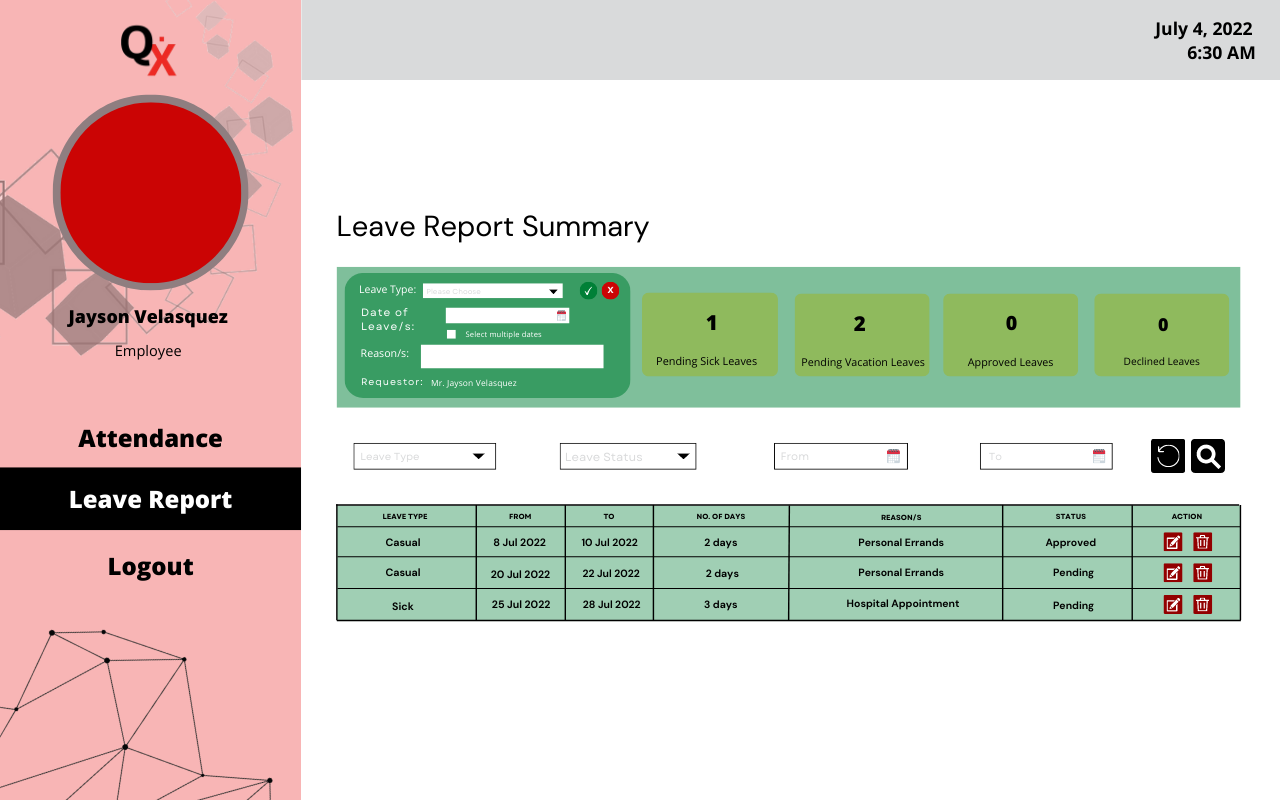 QX
July 4, 2022
6:30 AM
Jayson Velasquez
Employee
Attendance
Leave Report
Logout
Leave Report Summary
Leave Type: Please Choose ✓ X
Date of
Leave/s:
Select multiple dates
Reason/s:
Requestor: Mr. Jayson Velasquez
1
Pending Sick Leaves
2
Pending Vacation Leaves
0
Approved Leaves
0
Declined Leaves
Leave Type Leave Status From To
LEAVE TYPE FROM TO NO. OF DAYS REASON/S STATUS ACTION
Casual 8 Jul 2022 10 Jul 2022 2 days Personal Errands Approved
Casual 20 Jul 2022 22 Jul 2022 2 days Personal Errands Pending
Sick 25 Jul 2022 28 Jul 2022 3 days Hospital Appointment Pending